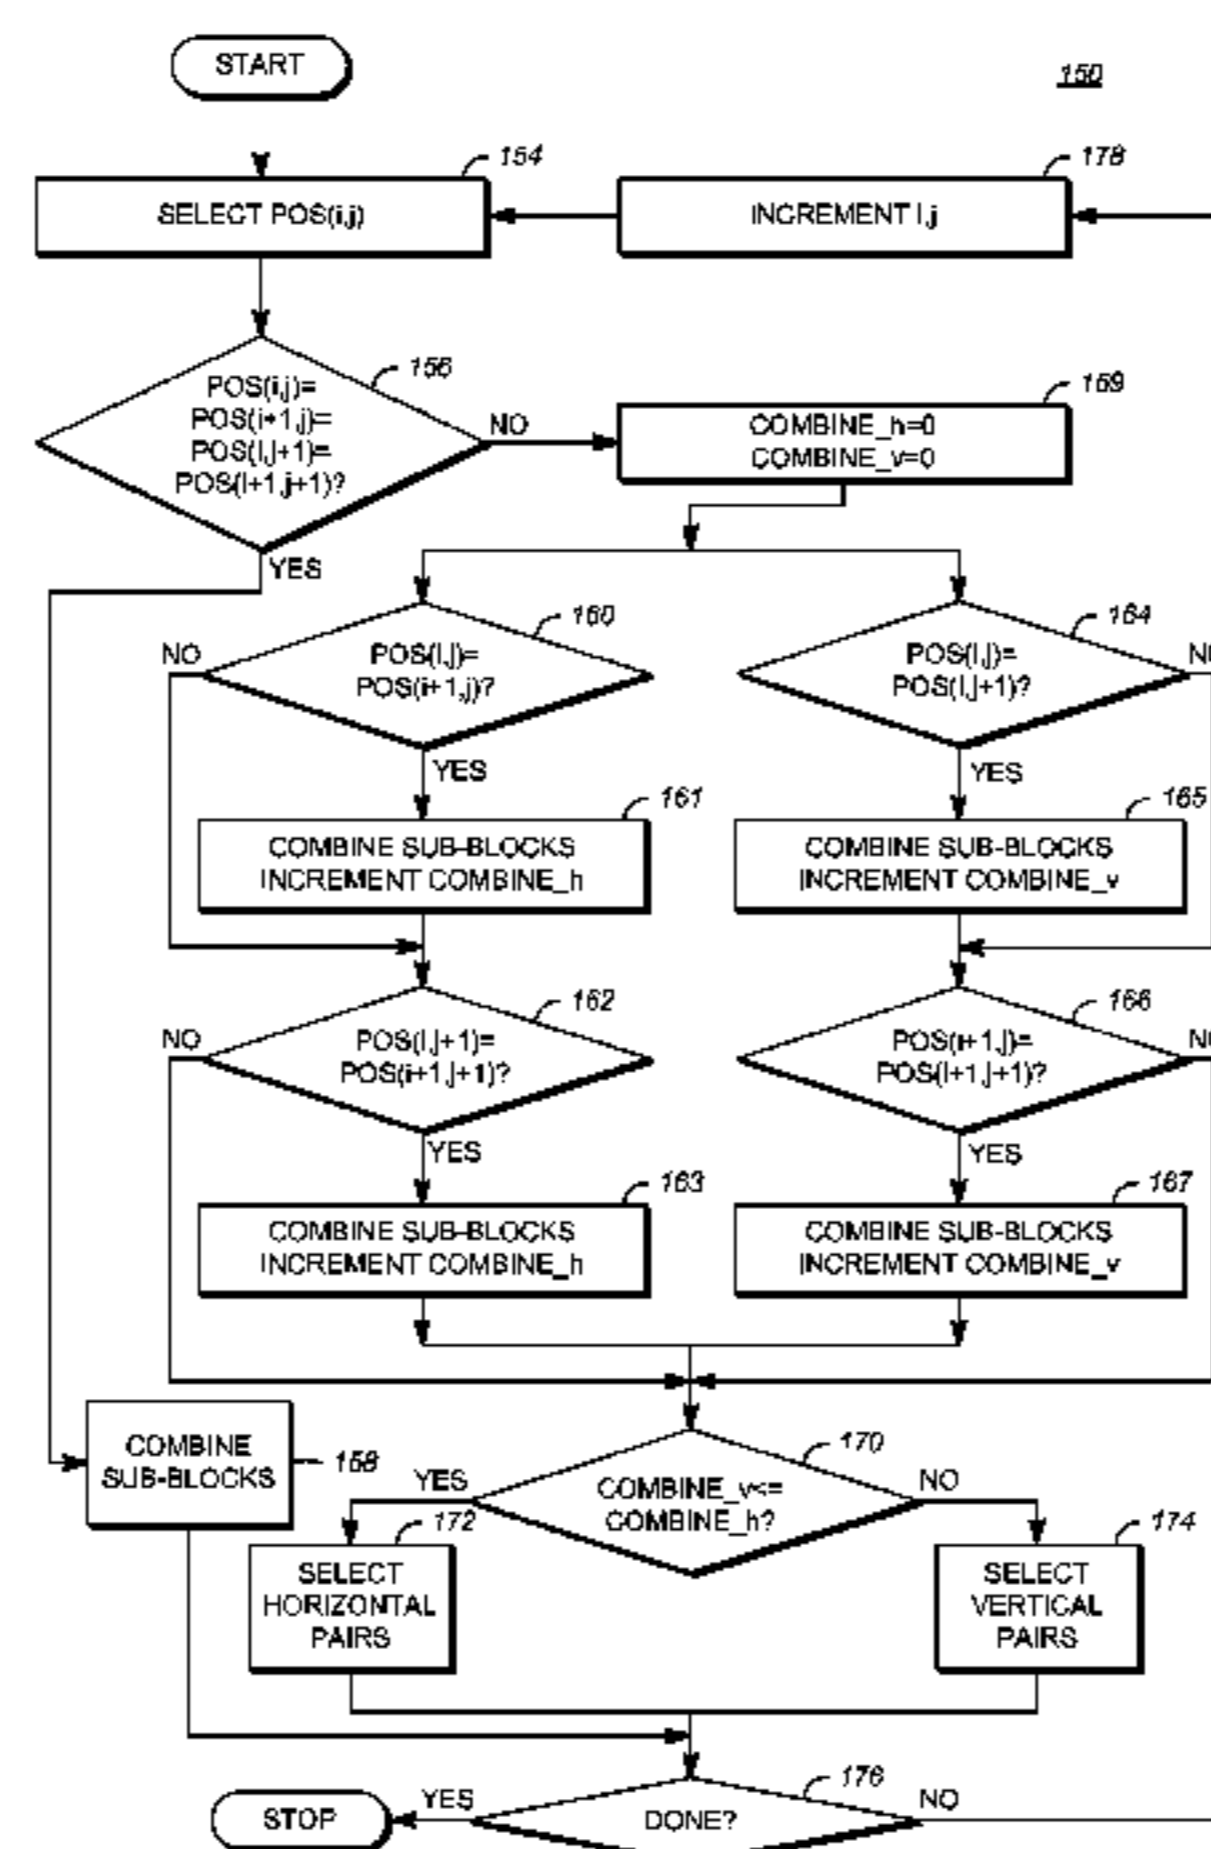 START
150
154
178
SELECT POS(i,j)
INCREMENT I,j
156
POS(i,j)=
POS(i+1,j)=
POS(I,J+1)=
POS(I+1,j+1)?
NO
YES
159
COMBINE_h=0
COMBINE_v=0
160
NO
POS(I,j)=
POS(i+1,j)?
YES
164
POS(I,j)=
POS(I,J+1)?
NO
YES
161
COMBINE SUB-BLOCKS
INCREMENT COMBINE_h
165
COMBINE SUB-BLOCKS
INCREMENT COMBINE_v
162
NO
POS(I,J+1)=
POS(i+1,j+1)?
YES
166
POS(i+1,j)=
POS(I+1,j+1)?
NO
YES
163
COMBINE SUB-BLOCKS
INCREMENT COMBINE_h
167
COMBINE SUB-BLOCKS
INCREMENT COMBINE_v
COMBINE
SUB-BLOCKS
158
170
YES
COMBINE_v<=
COMBINE_h?
NO
172
SELECT
HORIZONTAL
PAIRS
174
SELECT
VERTICAL
PAIRS
176
STOP
YES
DONE?
NO